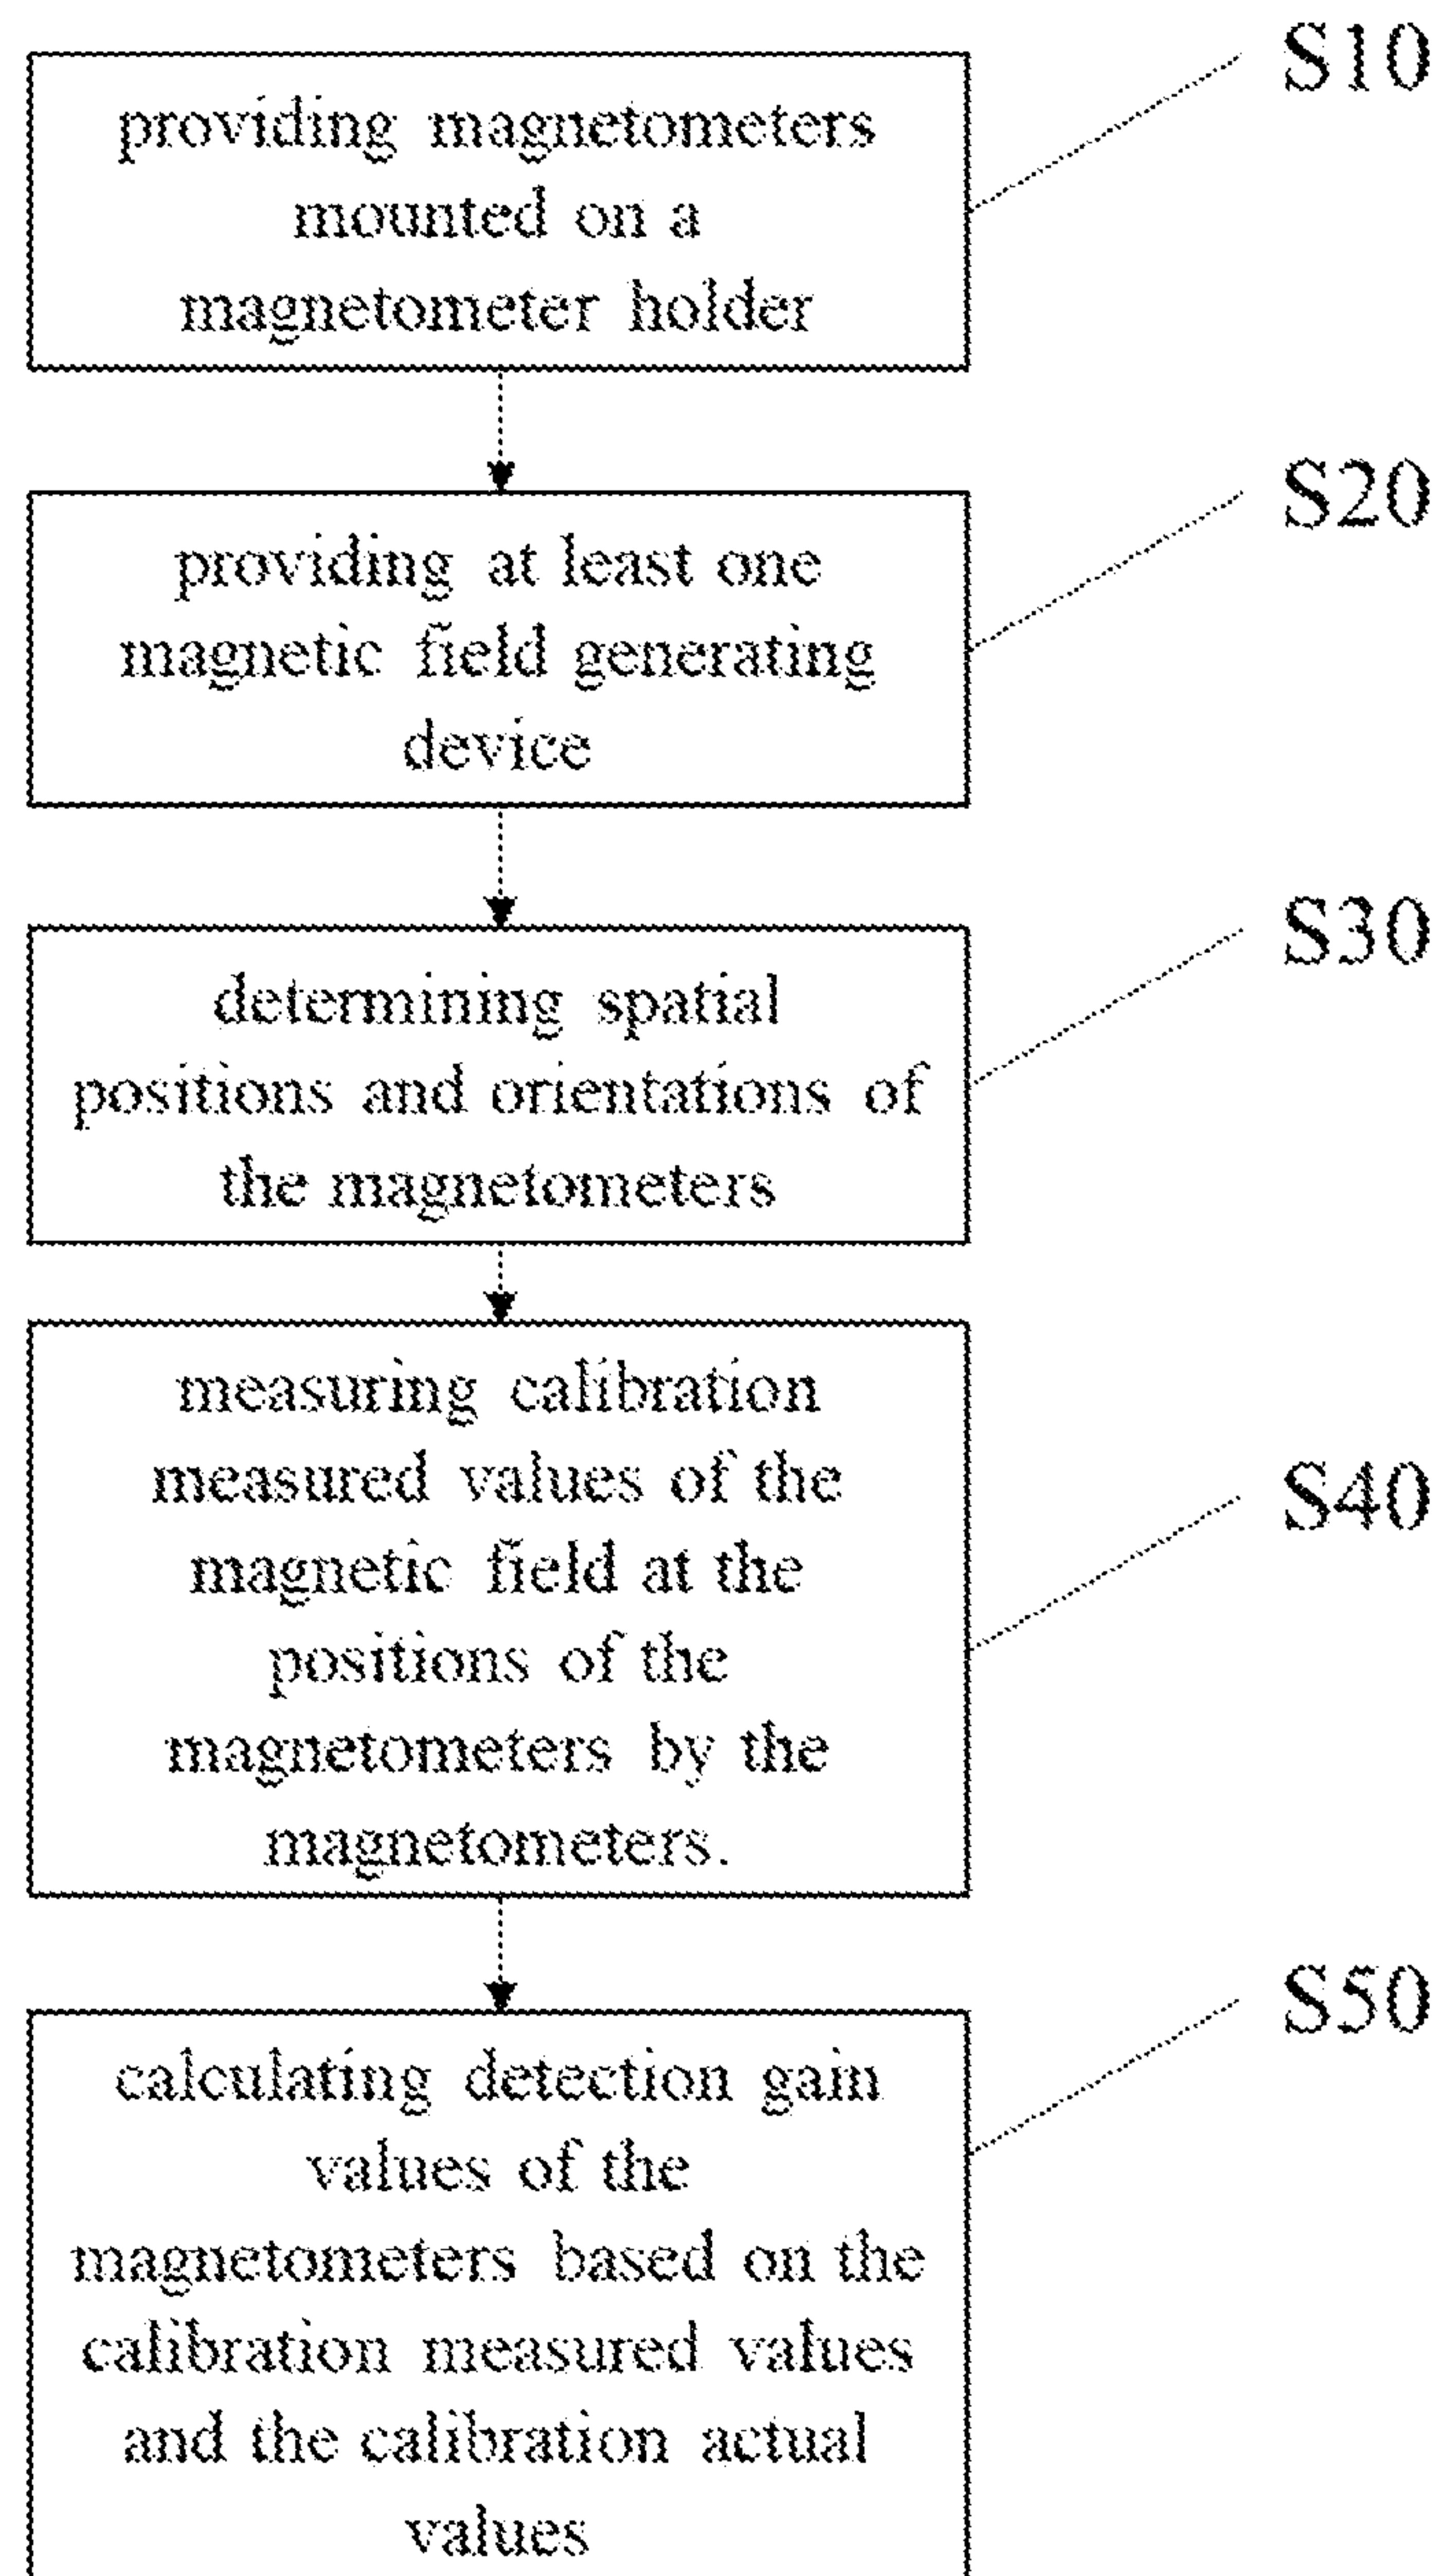 S10
providing magnetometers
mounted on a
magnetometer holder
S20
providing at least one
magnetic field generating
device
S30
determining spatial
positions and orientations of
the magnetometers
measuring calibration
measured values of the
S40
magnetic field at the
positions of the
magnetometers by the
magnetometers.
S50
calculating detection gain
values of the
magnetometers based on the
calibration measured values
and the calibration actual
values